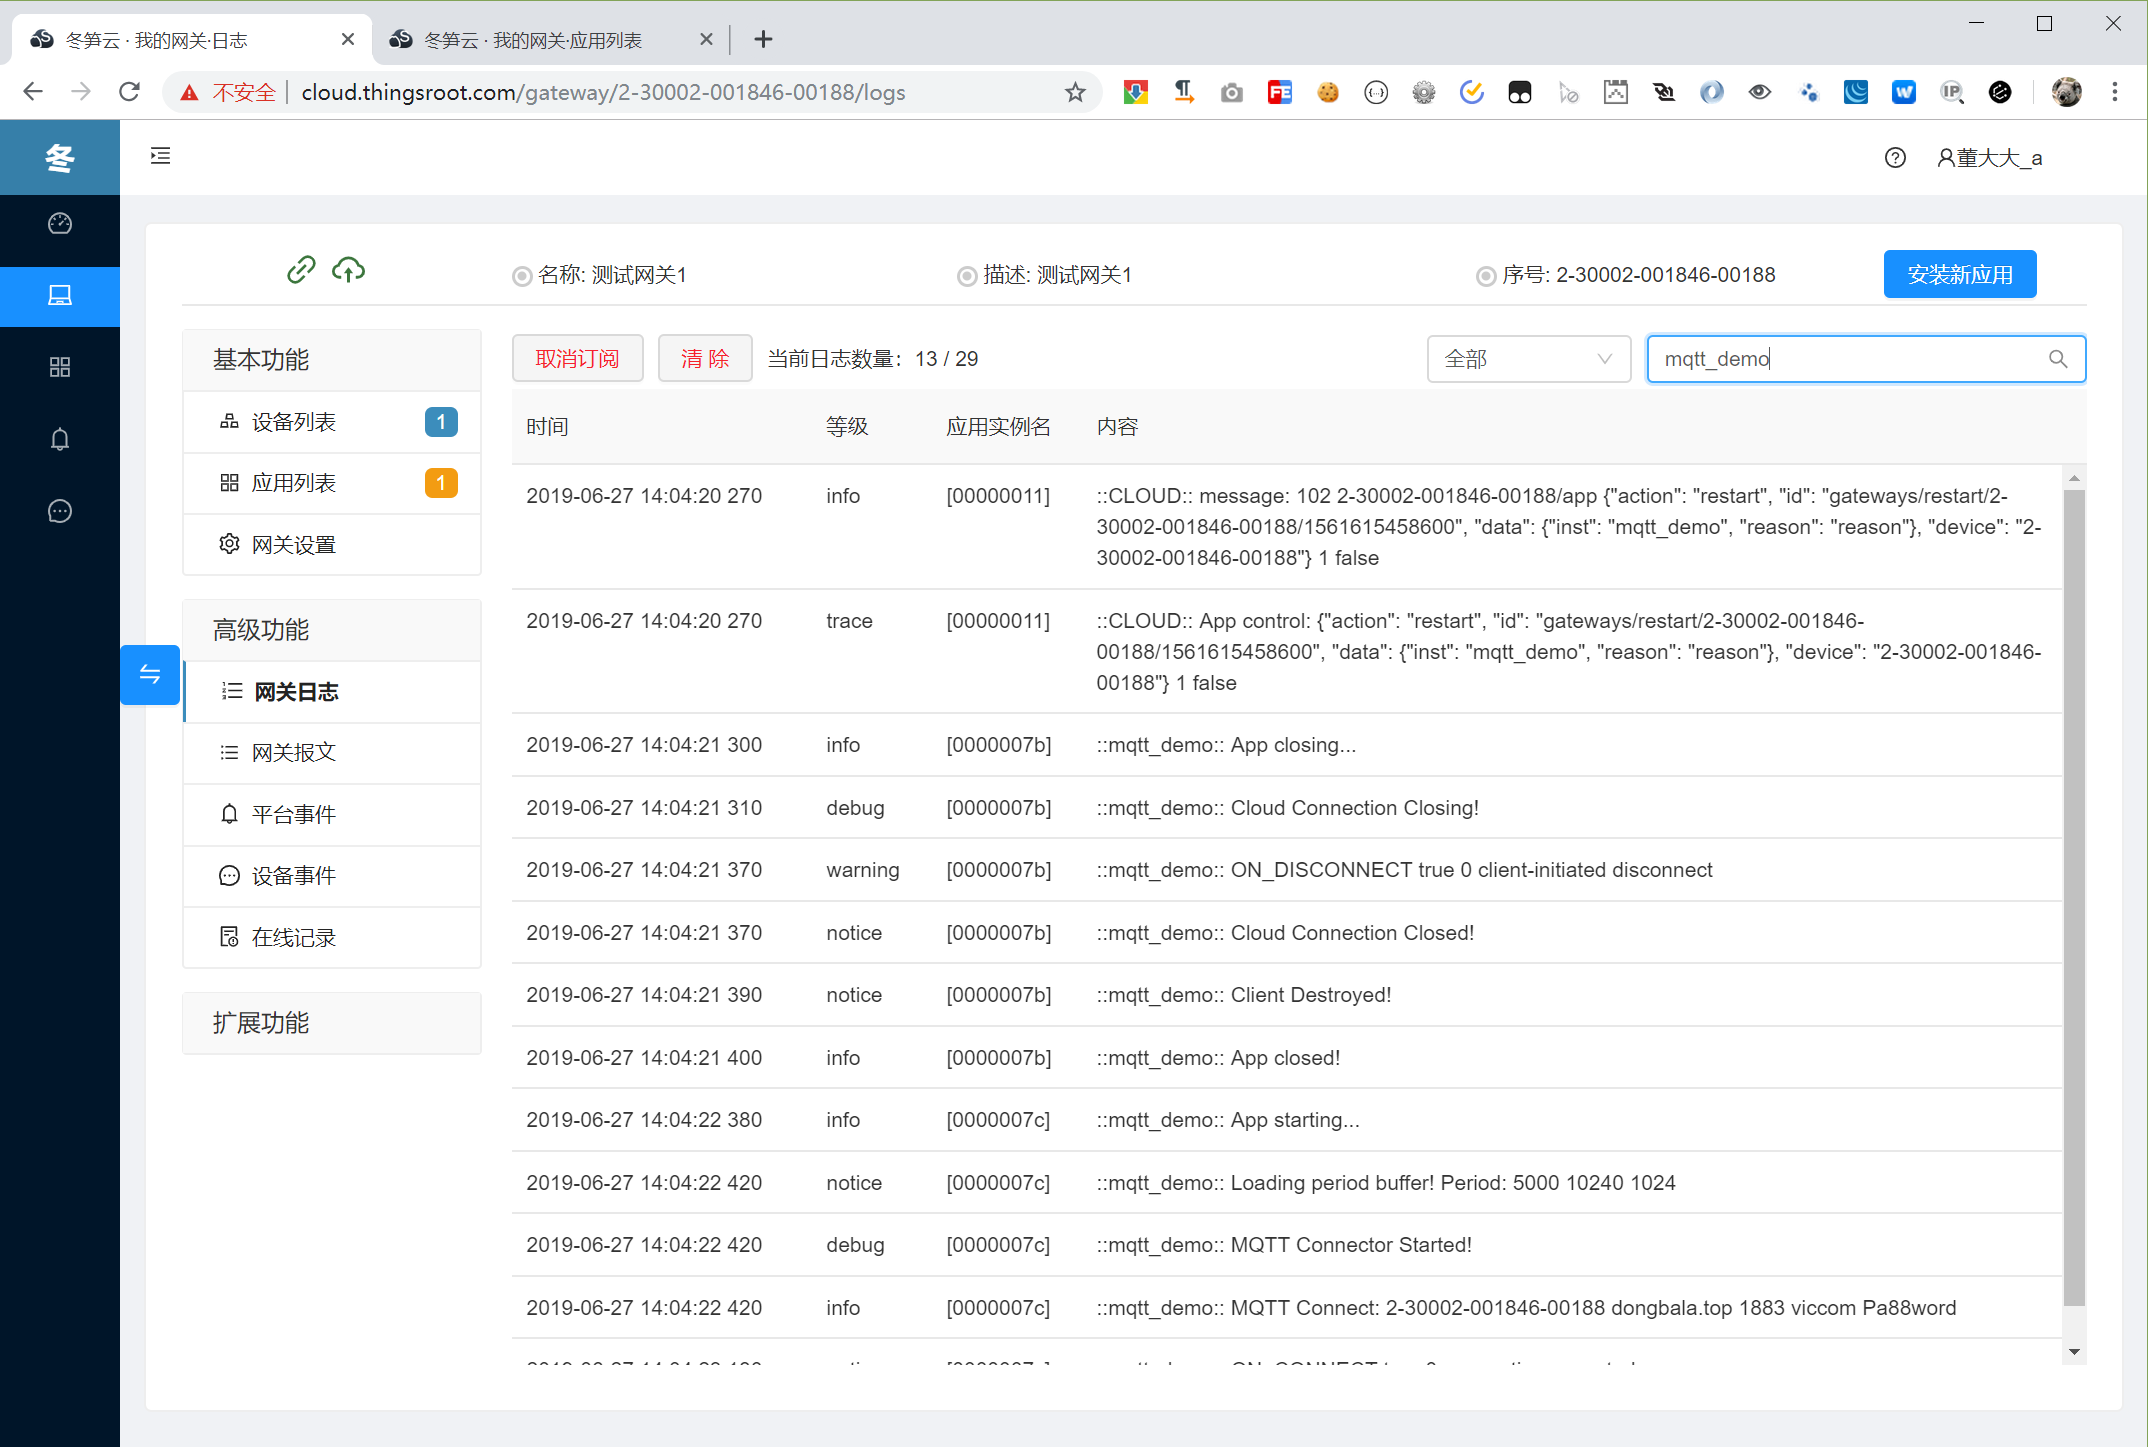 冬笋云 · 我的网关·日志
冬笋云 · 我的网关·应用列表
不安全
cloud.thingsroot.com/gateway/2-30002-001846-00188/logs
冬
董大大_a
名称: 测试网关1
描述: 测试网关1
序号: 2-30002-001846-00188
安装新应用
基本功能
设备列表 1
应用列表 1
网关设置
高级功能
网关日志
网关报文
平台事件
设备事件
在线记录
扩展功能
取消订阅
清 除
当前日志数量：13 / 29
全部
mqtt_demo
时间 等级 应用实例名 内容
2019-06-27 14:04:20 270 info [00000011] ::CLOUD:: message: 102 2-30002-001846-00188/app {"action": "restart", "id": "gateways/restart/2-
30002-001846-00188/1561615458600", "data": {"inst": "mqtt_demo", "reason": "reason"}, "device": "2-
30002-001846-00188"} 1 false
2019-06-27 14:04:20 270 trace [00000011] ::CLOUD:: App control: {"action": "restart", "id": "gateways/restart/2-30002-001846-
00188/1561615458600", "data": {"inst": "mqtt_demo", "reason": "reason"}, "device": "2-30002-001846-
00188"} 1 false
2019-06-27 14:04:21 300 info [0000007b] ::mqtt_demo:: App closing...
2019-06-27 14:04:21 310 debug [0000007b] ::mqtt_demo:: Cloud Connection Closing!
2019-06-27 14:04:21 370 warning [0000007b] ::mqtt_demo:: ON_DISCONNECT true 0 client-initiated disconnect
2019-06-27 14:04:21 370 notice [0000007b] ::mqtt_demo:: Cloud Connection Closed!
2019-06-27 14:04:21 390 notice [0000007b] ::mqtt_demo:: Client Destroyed!
2019-06-27 14:04:21 400 info [0000007b] ::mqtt_demo:: App closed!
2019-06-27 14:04:22 380 info [0000007c] ::mqtt_demo:: App starting...
2019-06-27 14:04:22 420 notice [0000007c] ::mqtt_demo:: Loading period buffer! Period: 5000 10240 1024
2019-06-27 14:04:22 420 debug [0000007c] ::mqtt_demo:: MQTT Connector Started!
2019-06-27 14:04:22 420 info [0000007c] ::mqtt_demo:: MQTT Connect: 2-30002-001846-00188 dongbala.top 1883 viccom Pa88word